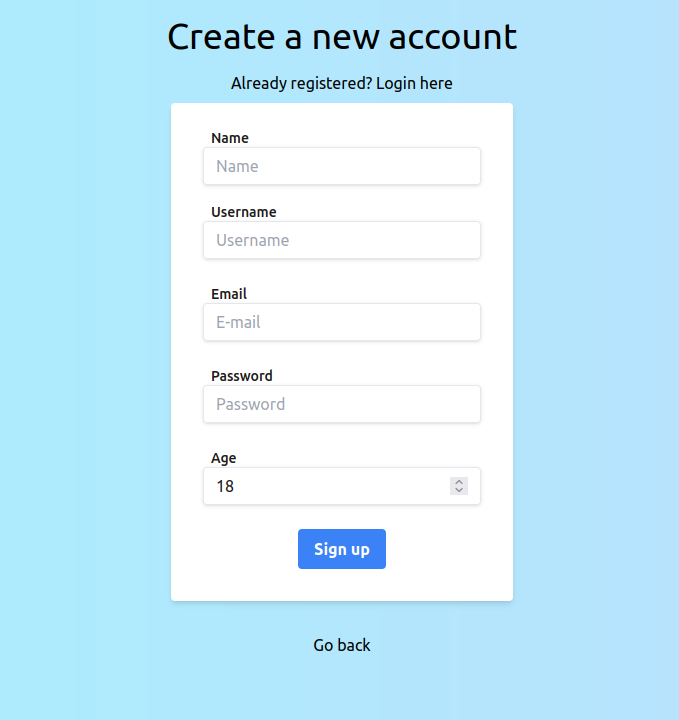 Create a new account
Already registered? Login here
Name
Name
Username
Username
Email
E-mail
Password
Password
Age
18
Sign up
Go back